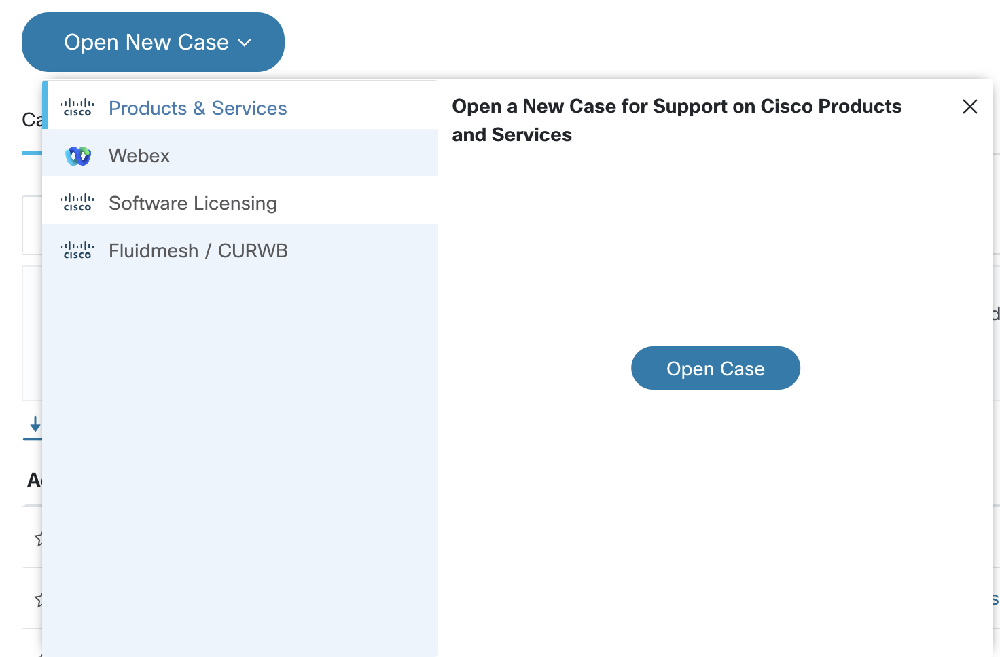 Open New Case
CISCO Products & Services
Open a New Case for Support on Cisco Products
and Services
Webex
CISCO Software Licensing
CISCO Fluidmesh / CURWB
Open Case